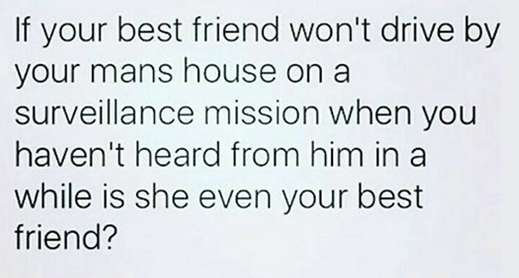 If your best friend won't drive by
your mans house on a
surveillance mission when you
haven't heard from him in a
while is she even your best
friend?